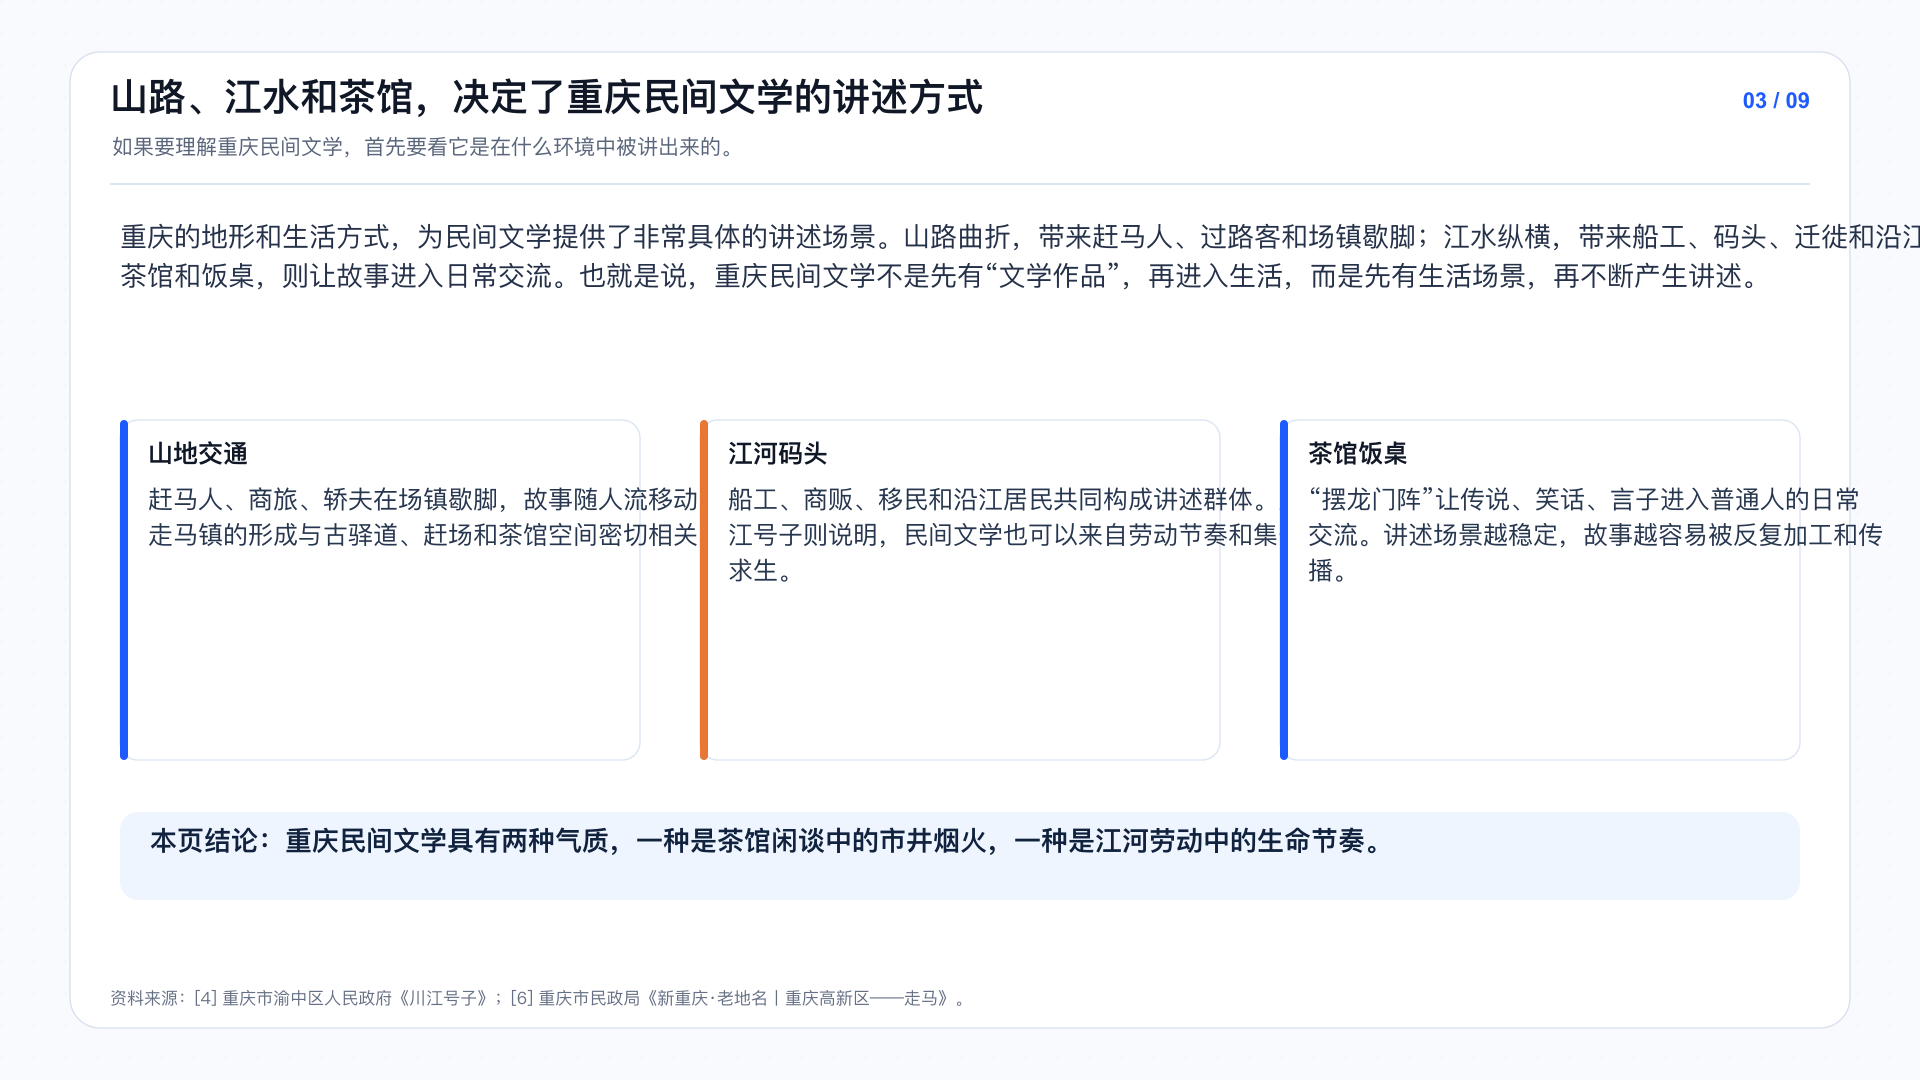 山路、江水和茶馆，决定了重庆民间文学的讲述方式
03 / 09
如果要理解重庆民间文学，首先要看它是在什么环境中被讲出来的。
重庆的地形和生活方式，为民间文学提供了非常具体的讲述场景。山路曲折，带来赶马人、过路客和场镇歇脚；江水纵横，带来船工、码头、迁徙和沿江
茶馆和饭桌，则让故事进入日常交流。也就是说，重庆民间文学不是先有“文学作品”，再进入生活，而是先有生活场景，再不断产生讲述。
山地交通
赶马人、商旅、轿夫在场镇歇脚，故事随人流移动
走马镇的形成与古驿道、赶场和茶馆空间密切相关
江河码头
船工、商贩、移民和沿江居民共同构成讲述群体。
江号子则说明，民间文学也可以来自劳动节奏和集
求生。
茶馆饭桌
“摆龙门阵”让传说、笑话、言子进入普通人的日常
交流。讲述场景越稳定，故事越容易被反复加工和传
播。
本页结论：重庆民间文学具有两种气质，一种是茶馆闲谈中的市井烟火，一种是江河劳动中的生命节奏。
资料来源：[4] 重庆市渝中区人民政府《川江号子》；[6] 重庆市民政局《新重庆·老地名丨重庆高新区——走马》。